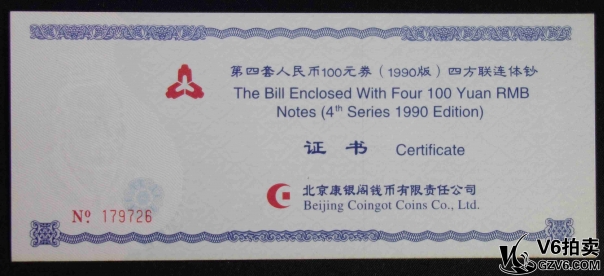 第四套人民币100元券（1990版）四方联连体钞
The Bill Enclosed With Four 100 Yuan RMB
Notes (4th Series 1990 Edition)
证 书 Certificate
北京康银阁钱币有限责任公司
Beijing Coingot Coins Co., Ltd.
№ 179726
V6拍卖
GZV6.COM